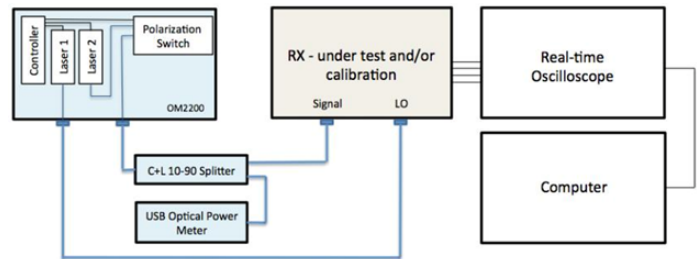 Controller
Laser 1
Laser 2
Polarization
Switch
OM2200
RX - under test and/or
calibration
Signal
LO
Real-time
Oscilloscope
C+L 10-90 Splitter
USB Optical Power
Meter
Computer